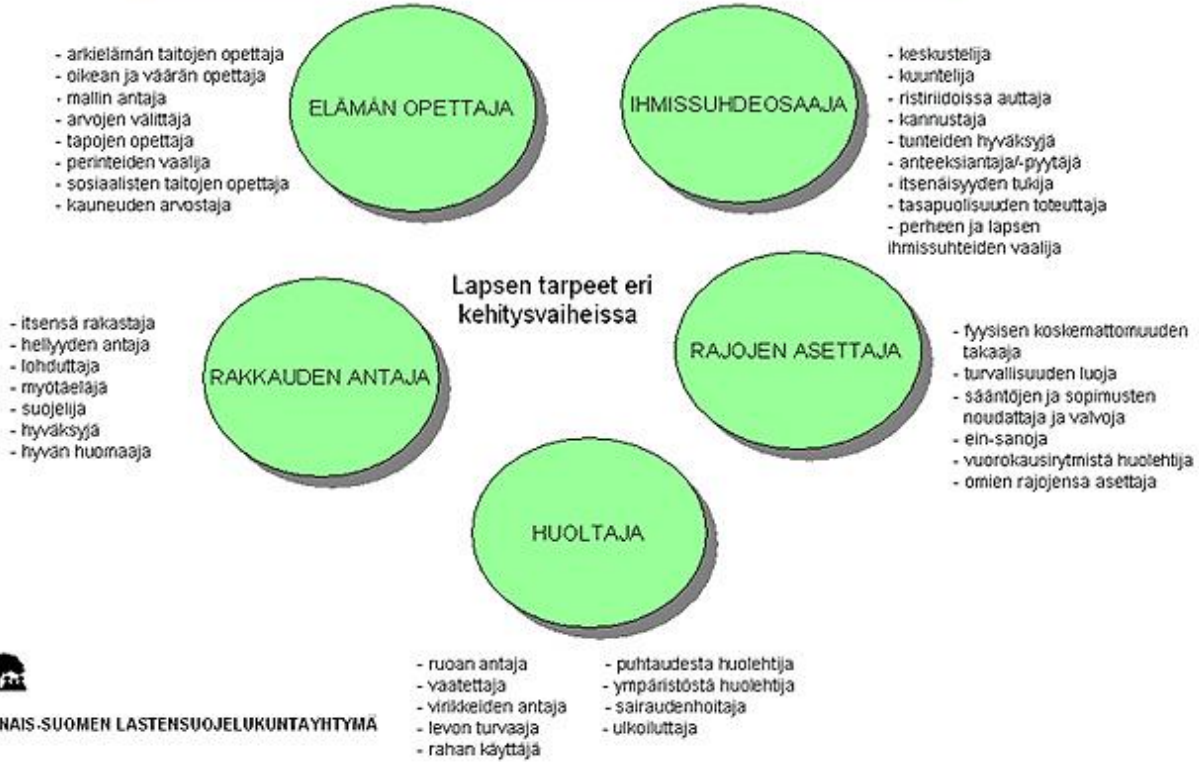 - arkielämän taitojen opettaja
- oikean ja väärän opettaja
- mallin antaja
- arvojen välittäjä
- tapojen opettaja
- perinteiden vaalija
- sosiaalisten taitojen opettaja
- kauneuden arvostaja
ELÄMÄN OPETTAJA
IHMISSUHDEOSAAJA
- keskustelija
- kuuntelija
- ristiriidoissa auttaja
- kannustaja
- tunteiden hyväksyjä
- anteeksiantaja/-pyytäjä
- itsenäisyyden tukija
- tasapuolisuuden toteuttaja
- perheen ja lapsen
ihmissuhteiden vaalija
Lapsen tarpeet eri
kehitysvaiheissa
- itsensä rakastaja
- hellyyden antaja
- lohduttaja
- myötäeläjä
- suojelija
- hyväksyjä
- hyvän huomaaja
RAKKAUDEN ANTAJA
RAJOJEN ASETTAJA
- fyysisen koskemattomuuden
takaaja
- turvallisuuden luoja
- sääntöjen ja sopimusten
noudattaja ja valvoja
- ein-sanoja
- vuorokausirytmistä huolehtija
- omien rajojensa asettaja
HUOLTAJA
- ruoan antaja
- vaatettaja
- virikkeiden antaja
- levon turvaaja
- rahan käyttäjä
- puhtaudesta huolehtija
- ympäristöstä huolehtija
- sairaudenhoitaja
- ulkoiluttaja
NAIS-SUOMEN LASTENSUOJELUKUNTAYHTYMÄ